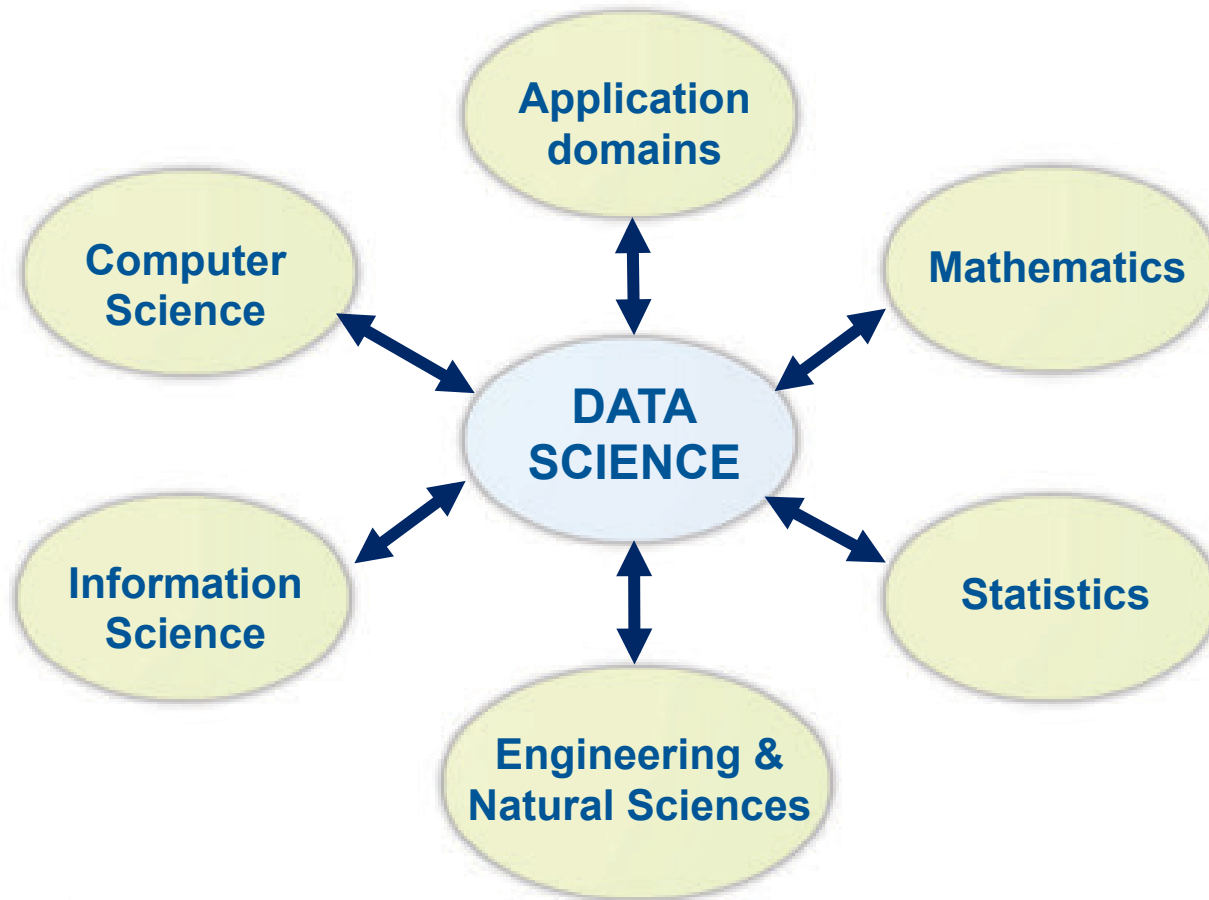 Application
domains
Computer
Science
Mathematics
DATA
SCIENCE
Information
Science
Statistics
Engineering &
Natural Sciences